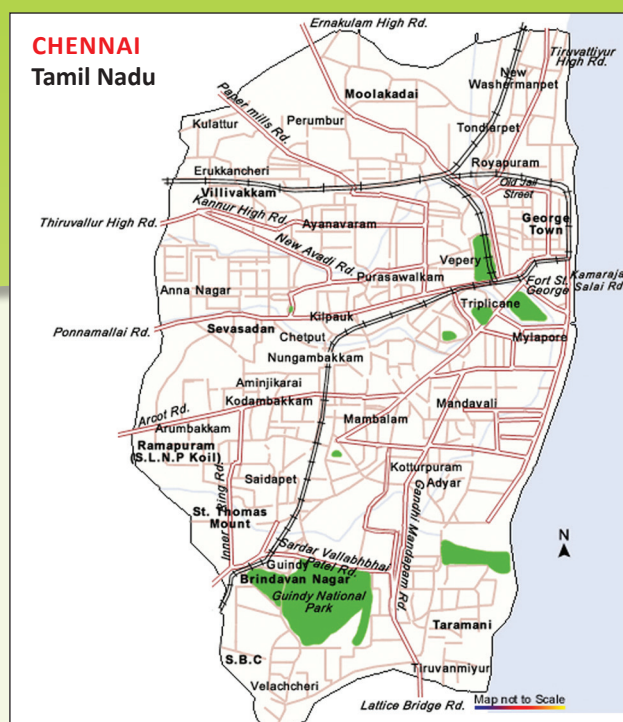 CHENNAI
Tamil Nadu
Ernakulam High Rd.
Tiruvattiyur
High Rd.
New
Washermanpet
Moolakadai
Paper mills Rd.
Perumbur
Kulattur
Tondiarpet
Royapuram
Erukkancheri
Villivakkam
Old Jail
Street
Kannur High Rd.
Thiruvallur High Rd.
Ayanavaram
George
Town
New Avadi Rd.
Vepery
Purasawalkam
Fort St.
George
Kamaraja
Salai Rd.
Anna Nagar
Triplicane
Kilpauk
Ponnamallai Rd.
Sevasadan
Chetput
Mylapore
Nungambakkam
Aminjikarai
Kodambakkam
Mandavali
Arcot Rd.
Arumbakkam
Mambalam
Ramapuram
(S.L.N.P Koil)
Kotturpuram
Saidapet
Adyar
Inner Ring Rd.
St. Thomas
Mount
Gandhi Mandapam Rd.
N
Sardar Vallabhbhai
Patel Rd.
Guindy
Brindavan Nagar
Guindy National
Park
Taramani
S.B.C
Tiruvanmiyur
Velachcheri
Lattice Bridge Rd.
Map not to Scale